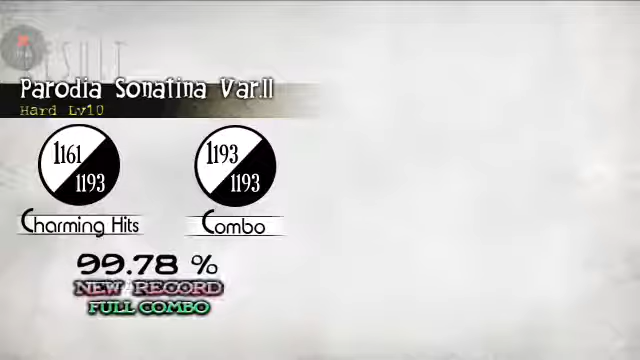 RESULT
Parodia Sonatina Var.II
Hard Lv10
1161
1193
1193
1193
Charming Hits
Combo
99.78 %
NEW RECORD
FULL COMBO